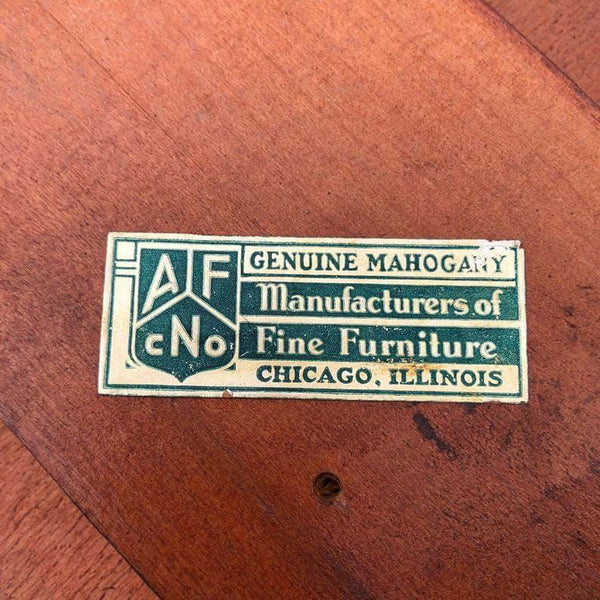 AF
cNo
GENUINE MAHOGANY
Manufacturers of
Fine Furniture
CHICAGO, ILLINOIS